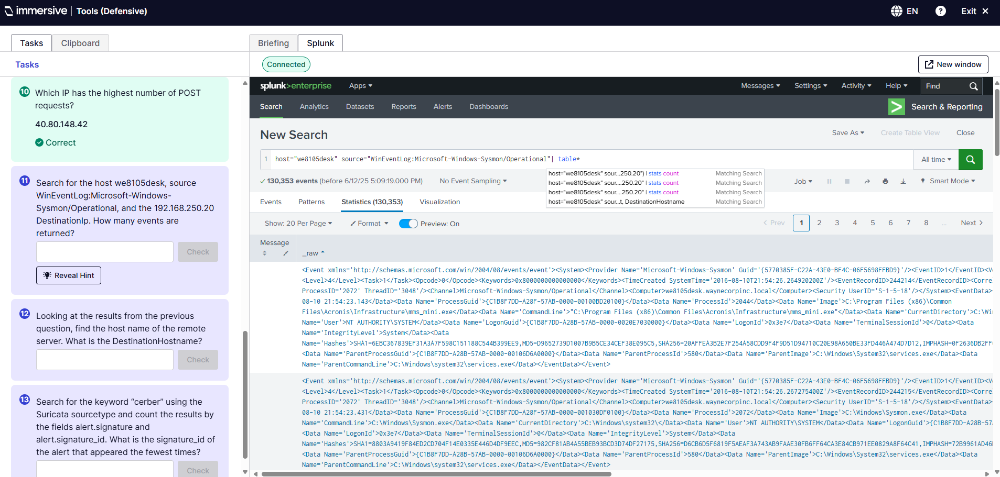 immersive Tools (Defensive)
EN
? Exit
Tasks Clipboard
Tasks
10 Which IP has the highest number of POST
requests?
40.80.148.42
Correct
11 Search for the host we8105desk, source
WinEventLog:Microsoft-Windows-
Sysmon/Operational, and the 192.168.250.20
DestinationIp. How many events are
returned?
Check
Reveal Hint
12 Looking at the results from the previous
question, find the host name of the remote
server. What is the DestinationHostname?
Check
13 Search for the keyword “cerber” using the
Suricata sourcetype and count the results by
the fields alert.signature and
alert.signature_id. What is the signature_id of
the alert that appeared the fewest times?
Check
Briefing Splunk
Connected
New window
splunk>enterprise Apps Messages Settings Activity Help Find
Search Analytics Datasets Reports Alerts Dashboards Search & Reporting
New Search Save As Create Table View Close
1 host="we8105desk" source="WinEventLog:Microsoft-Windows-Sysmon/Operational"| table*
All time
host="we8105desk" sour...250.20") | stats count Matching Search
host="we8105desk" sour....250.20" | stats count Matching Search
host="we8105desk" sour....250.20" | stats count Matching Search
host="we8105desk" sour...t, DestinationHostname Matching Search
130,353 events (before 6/12/25 5:09:19.000 PM) No Event Sampling
Job Smart Mode
Events Patterns Statistics (130,353) Visualization
Show: 20 Per Page Format Preview: On
Prev 1 2 3 4 5 6 7 8 ... Next
Message _raw
<Event xmlns='http://schemas.microsoft.com/win/2004/08/events/event'><System><Provider Name='Microsoft-Windows-Sysmon' Guid='{5770385F-C22A-43E0-BF4C-06F5698FFBD9}'/><EventID>1</EventID><Ve
<Level>4</Level><Task>1</Task><Opcode>0</Opcode><Keywords>0x8000000000000000</Keywords><TimeCreated SystemTime='2016-08-10T21:54:26.264920200Z'/><EventRecordID>244214</EventRecordID><Correl
ProcessID='2072' ThreadID='3048'/><Channel>Microsoft-Windows-Sysmon/Operational</Channel><Computer>we8105desk.waynecorpinc.local</Computer><Security UserID='S-1-5-18'/></System><EventData><
08-10 21:54:23.143</Data><Data Name='ProcessGuid'>{C1B8F7DD-A28F-57AB-0000-00100BD20100}</Data><Data Name='ProcessId'>2044</Data><Data Name='Image'>C:\Program Files (x86)\Common
Files\Acronis\Infrastructure\mms_mini.exe</Data><Data Name='CommandLine'>"C:\Program Files (x86)\Common Files\Acronis\Infrastructure\mms_mini.exe"</Data><Data Name='CurrentDirectory'>C:\Win
Name='User'>NT AUTHORITY\SYSTEM</Data><Data Name='LogonGuid'>{C1B8F7DD-A28B-57AB-0000-0020E7030000}</Data><Data Name='LogonId'>0x3e7</Data><Data Name='TerminalSessionId'>0</Data><Data
Name='IntegrityLevel'>System</Data><Data
Name='Hashes'>SHA1=6EBC367839EF31A3A7F598C151188C544B399EE9,MD5=D9652739D1007B9B5CE34CEF38E095C5,SHA256=20AFFEA3B2E7F254A58CDD9F4F9D51D94710C20E98A650BE33FD446A474D7D12,IMPHASH=0F2636DB2FF
<Data Name='ParentProcessGuid'>{C1B8F7DD-A28B-57AB-0000-00106D6A0000}</Data><Data Name='ParentProcessId'>580</Data><Data Name='ParentImage'>C:\Windows\System32\services.exe</Data><Data
Name='ParentCommandLine'>C:\Windows\system32\services.exe</Data></EventData></Event>
<Event xmlns='http://schemas.microsoft.com/win/2004/08/events/event'><System><Provider Name='Microsoft-Windows-Sysmon' Guid='{5770385F-C22A-43E0-BF4C-06F5698FFBD9}'/><EventID>1</EventID><Ve
<Level>4</Level><Task>1</Task><Opcode>0</Opcode><Keywords>0x8000000000000000</Keywords><TimeCreated SystemTime='2016-08-10T21:54:26.267275400Z'/><EventRecordID>244215</EventRecordID><Correl
ProcessID='2072' ThreadID='3048'/><Channel>Microsoft-Windows-Sysmon/Operational</Channel><Computer>we8105desk.waynecorpinc.local</Computer><Security UserID='S-1-5-18'/></System><EventData><
08-10 21:54:23.431</Data><Data Name='ProcessGuid'>{C1B8F7DD-A28F-57AB-0000-001030DF0100}</Data><Data Name='ProcessId'>2072</Data><Data Name='Image'>C:\Windows\Sysmon.exe</Data><Data
Name='CommandLine'>C:\Windows\Sysmon.exe</Data><Data Name='CurrentDirectory'>C:\Windows\system32\</Data><Data Name='User'>NT AUTHORITY\SYSTEM</Data><Data Name='LogonGuid'>{C1B8F7DD-A28B-57A
<Data Name='LogonId'>0x3e7</Data><Data Name='TerminalSessionId'>0</Data><Data Name='IntegrityLevel'>System</Data><Data
Name='Hashes'>SHA1=8803A9419F84ED2CD704F14E0335E446D4DF9EEC,MD5=982CF81AB4A55BEB93BCD3D74DF27175,SHA256=D6CB6D5F6819F5AEAF3A743AB9FAAE30FB6FF64CA3E84CB971EE0829A8F64C41,IMPHASH=72B9961AD46
<Data Name='ParentProcessGuid'>{C1B8F7DD-A28B-57AB-0000-00106D6A0000}</Data><Data Name='ParentProcessId'>580</Data><Data Name='ParentImage'>C:\Windows\System32\services.exe</Data><Data
Name='ParentCommandLine'>C:\Windows\system32\services.exe</Data></EventData></Event>